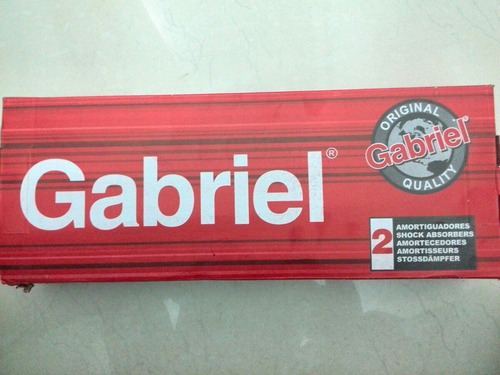 Gabriel®
ORIGINAL
Gabriel®
QUALITY
2
AMORTIGUADORES
SHOCK ABSORBERS
AMORTECEDORES
AMORTISSEURS
STOSSDÄMPFER